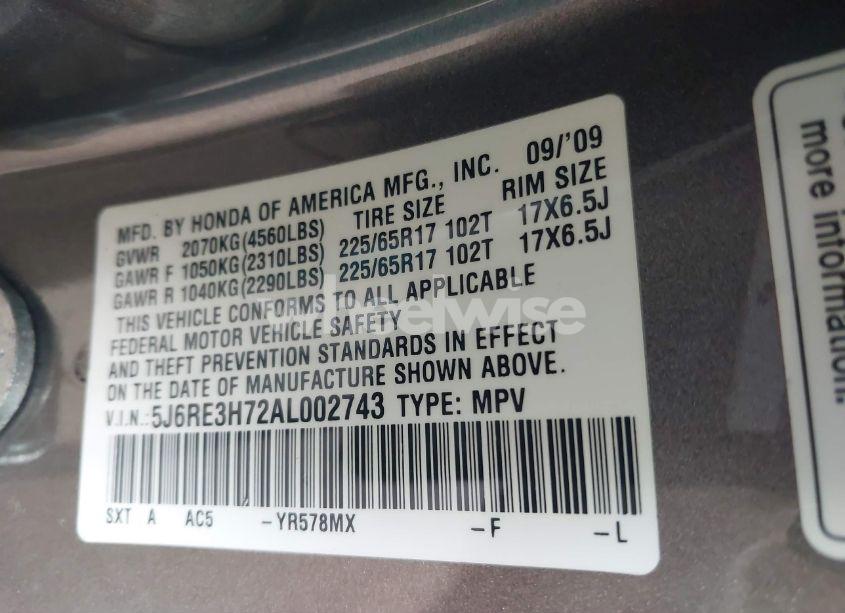 MFD. BY HONDA OF AMERICA MFG., INC. 09/'09
GVWR 2070KG(4560LBS) TIRE SIZE RIM SIZE
GAWR F 1050KG(2310LBS) 225/65R17 102T 17X6.5J
GAWR R 1040KG(2290LBS) 225/65R17 102T 17X6.5J
THIS VEHICLE CONFORMS TO ALL APPLICABLE
FEDERAL MOTOR VEHICLE SAFETY
AND THEFT PREVENTION STANDARDS IN EFFECT
ON THE DATE OF MANUFACTURE SHOWN ABOVE.
V.I.N.:5J6RE3H72AL002743 TYPE: MPV
SXT A AC5 -YR578MX -F -L
more information.